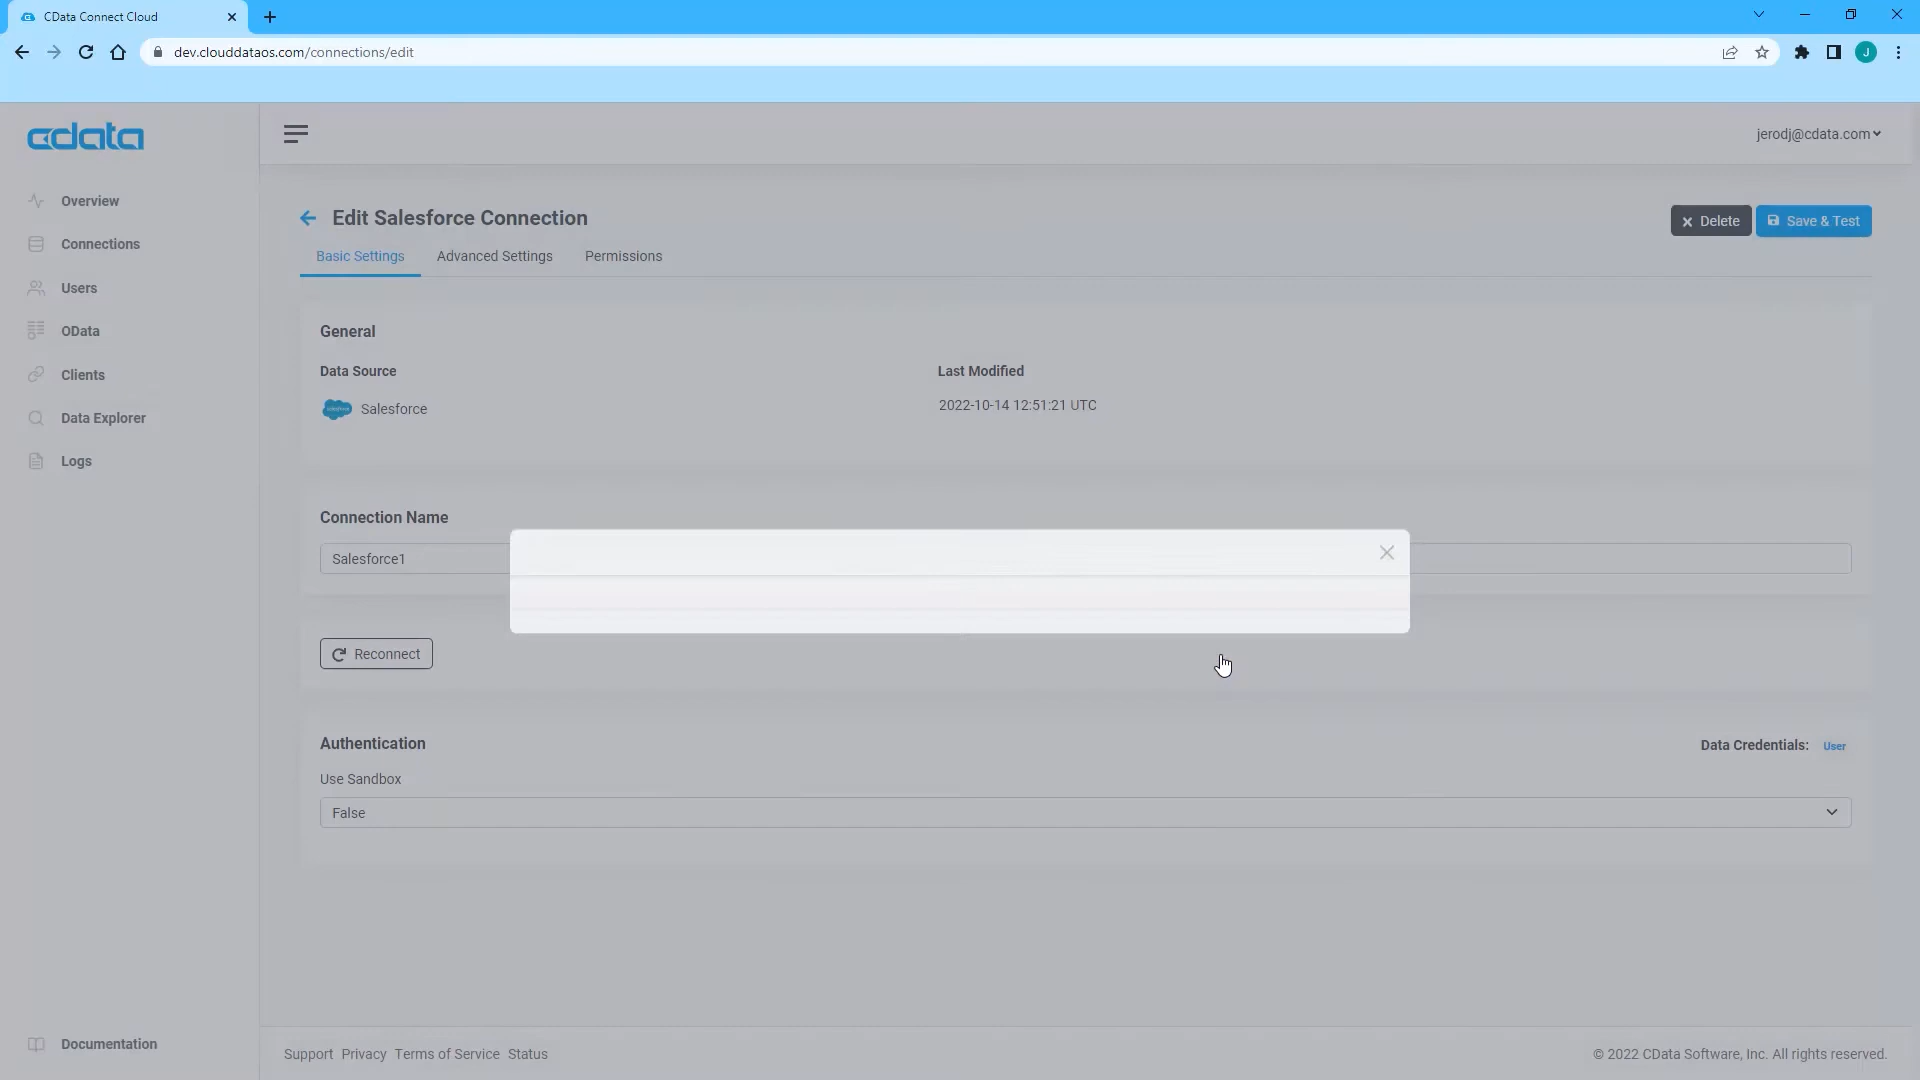 CData Connect Cloud
dev.clouddataos.com/connections/edit
J
cdata
jerodj@cdata.com
Overview
Connections
Users
OData
Clients
Data Explorer
Logs
Documentation
Edit Salesforce Connection
Delete
Save & Test
Basic Settings
Advanced Settings
Permissions
General
Data Source
Last Modified
salesforce
Salesforce
2022-10-14 12:51:21 UTC
Connection Name
Salesforce1
Reconnect
Authentication
Data Credentials: User
Use Sandbox
False
Support Privacy Terms of Service Status
© 2022 CData Software, Inc. All rights reserved.